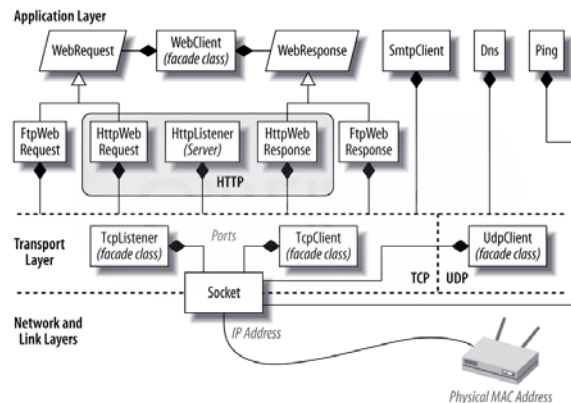 Application Layer
WebRequest
WebClient
(facade class)
WebResponse
SmtpClient
Dns
Ping
FtpWeb
Request
HttpWeb
Request
HttpListener
(Server)
HttpWeb
Response
FtpWeb
Response
HTTP
Transport
Layer
TcpListener
(facade class)
Ports
TcpClient
(facade class)
UdpClient
(facade class)
TCP
UDP
Socket
Network and
Link Layers
IP Address
Physical MAC Address